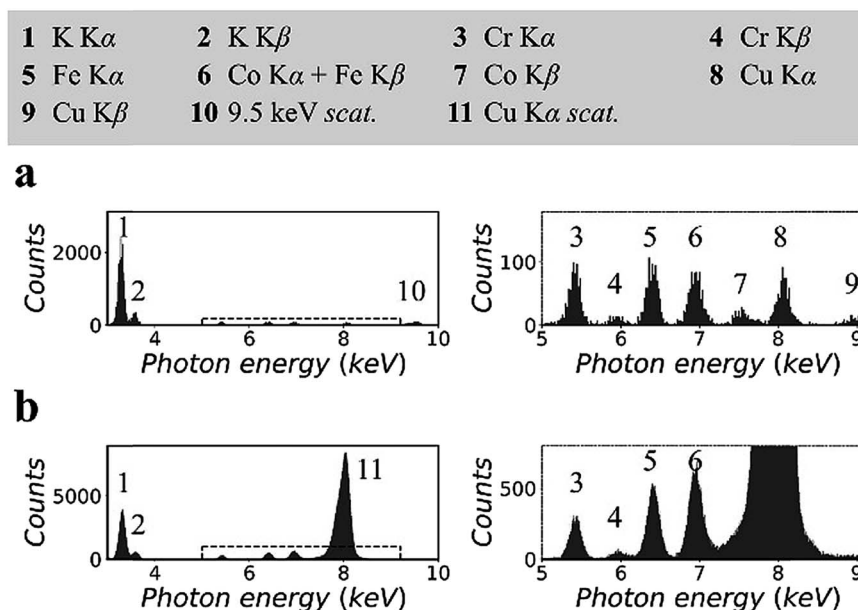 1 K Kα 2 K Kβ 3 Cr Kα 4 Cr Kβ
5 Fe Kα 6 Co Kα + Fe Kβ 7 Co Kβ 8 Cu Kα
9 Cu Kβ 10 9.5 keV scat. 11 Cu Kα scat.
a
Counts
2000
0
1
2
10
4 6 8 10
Photon energy (keV)
Counts
100
0
3
4
5
6
7
8
9
5 6 7 8 9
Photon energy (keV)
b
Counts
5000
0
1
2
11
4 6 8 10
Photon energy (keV)
Counts
500
0
3
4
5
6
5 6 7 8 9
Photon energy (keV)